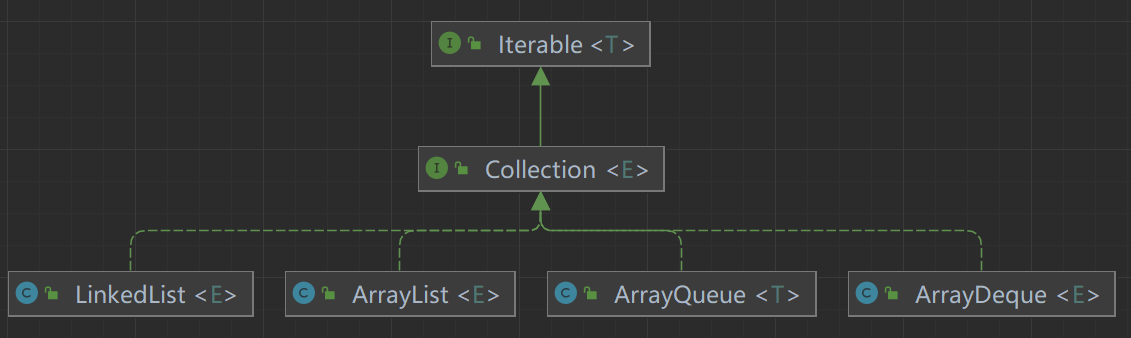 I Iterable <T>
I Collection <E>
C LinkedList <E> C ArrayList <E> C ArrayQueue <T> C ArrayDeque <E>